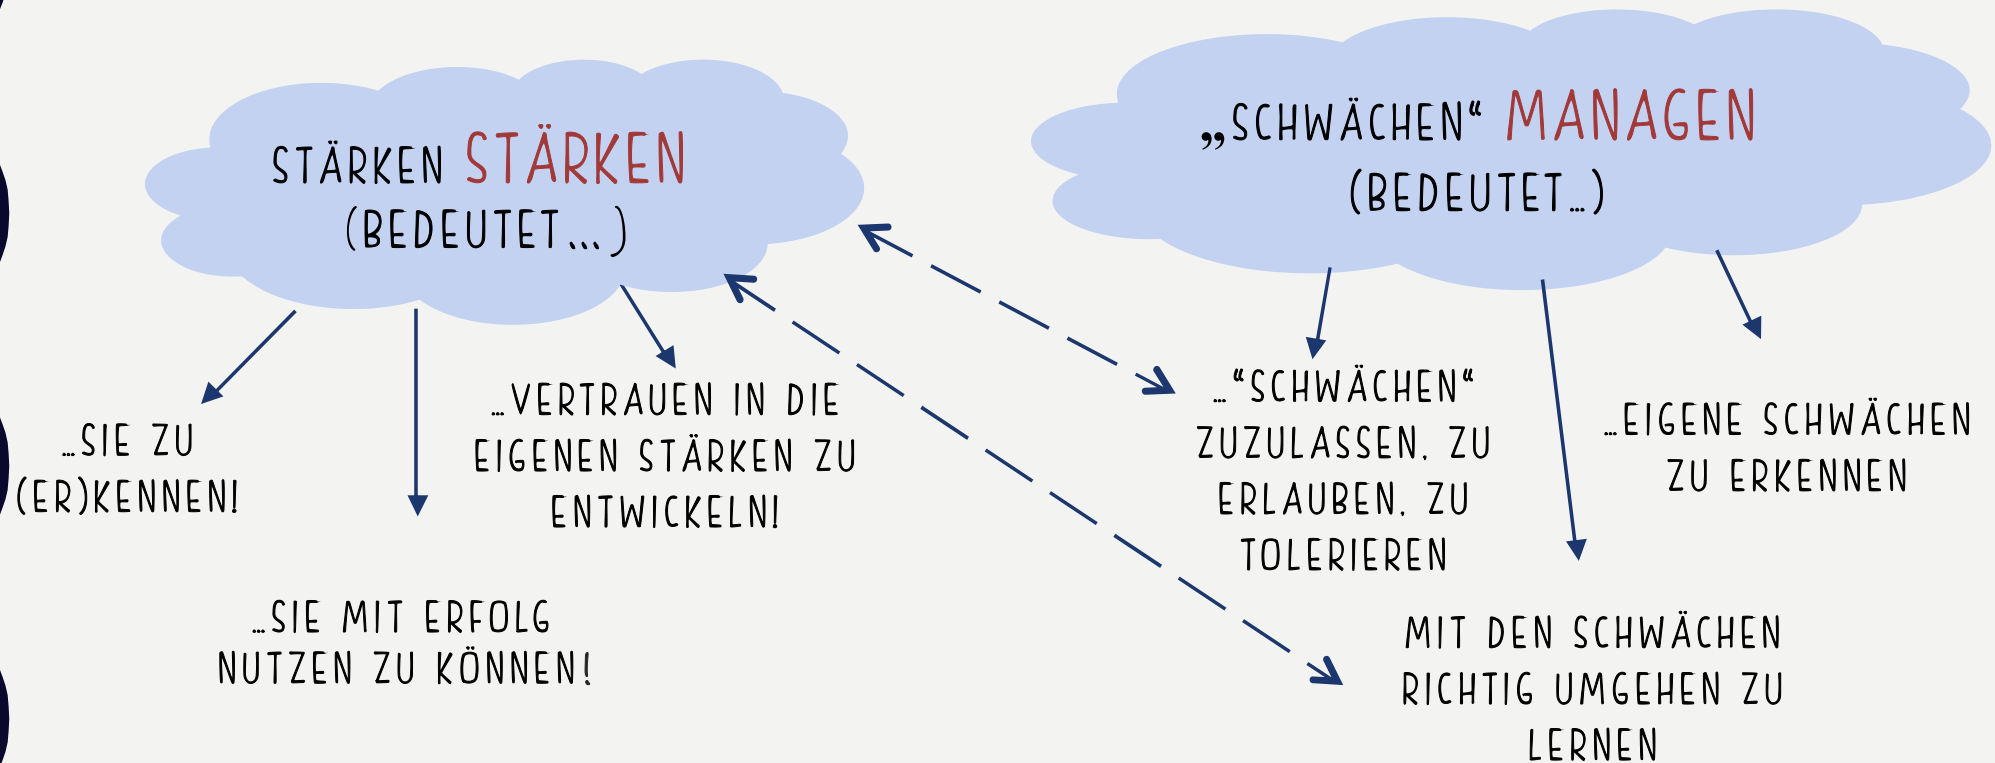 STÄRKEN STÄRKEN
(BEDEUTET...)
…SIE ZU
(ER)KENNEN!
…SIE MIT ERFOLG
NUTZEN ZU KÖNNEN!
…VERTRAUEN IN DIE
EIGENEN STÄRKEN ZU
ENTWICKELN!
„SCHWÄCHEN“ MANAGEN
(BEDEUTET…)
…“SCHWÄCHEN“
ZUZULASSEN, ZU
ERLAUBEN, ZU
TOLERIEREN
MIT DEN SCHWÄCHEN
RICHTIG UMGEHEN ZU
LERNEN
…EIGENE SCHWÄCHEN
ZU ERKENNEN